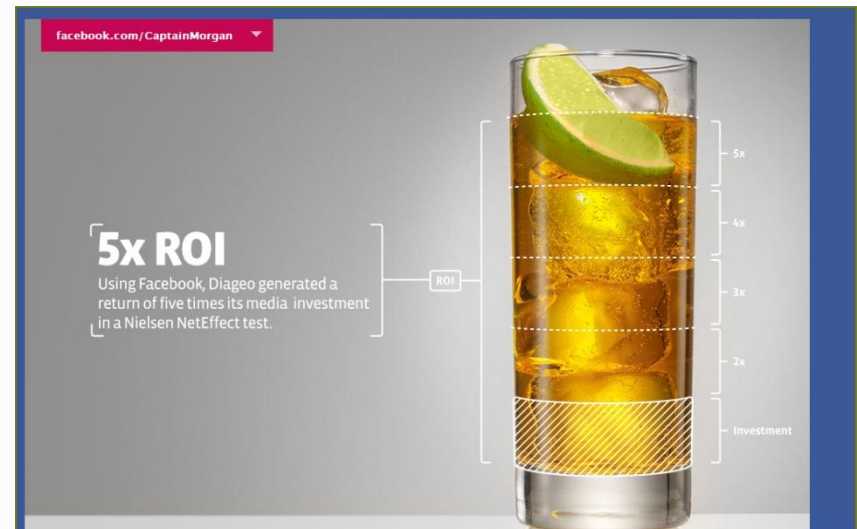 facebook.com/CaptainMorgan
5x ROI
Using Facebook, Diageo generated a
return of five times its media investment
in a Nielsen NetEffect test.
ROI
5x
4x
3x
2x
Investment